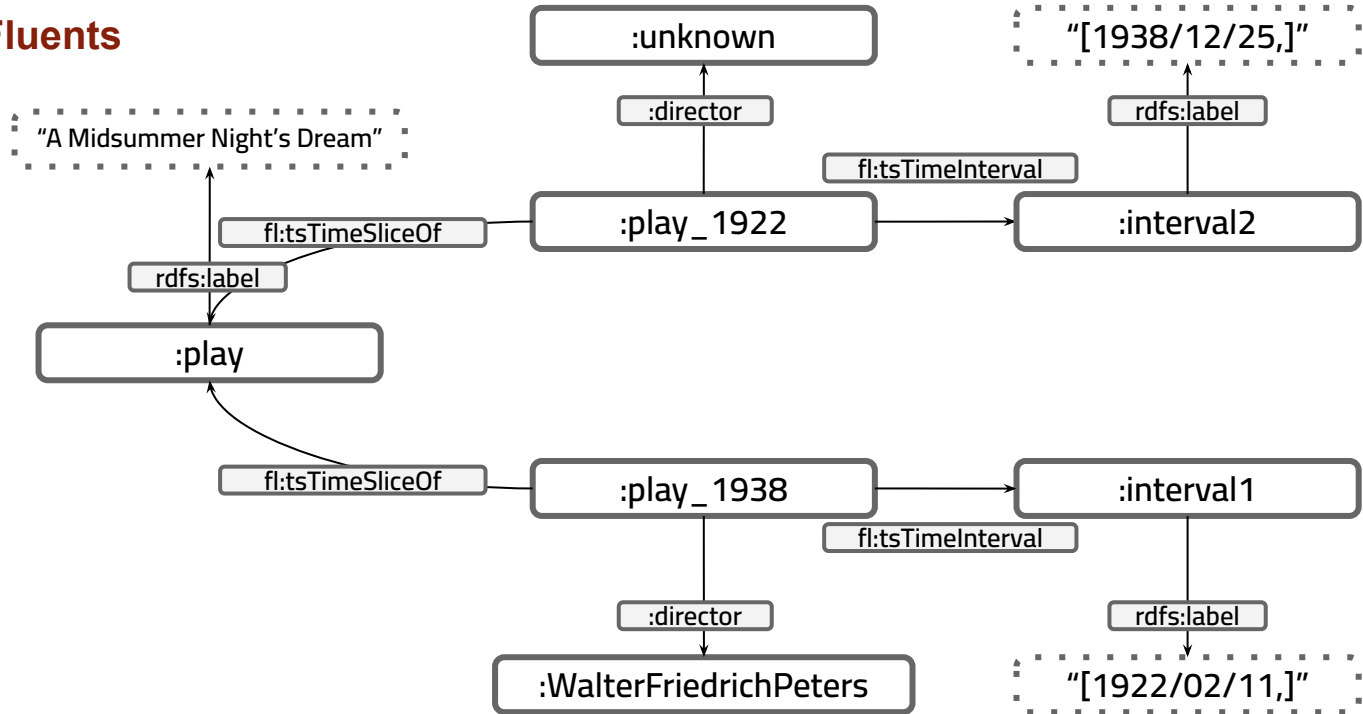 Fluents
:unknown
“[1938/12/25,]”
:director
rdfs:label
“A Midsummer Night’s Dream”
fl:tsTimeInterval
fl:tsTimeSliceOf
:play_1922
:interval2
rdfs:label
:play
fl:tsTimeSliceOf
:play_1938
:interval1
fl:tsTimeInterval
:director
rdfs:label
:WalterFriedrichPeters
“[1922/02/11,]”